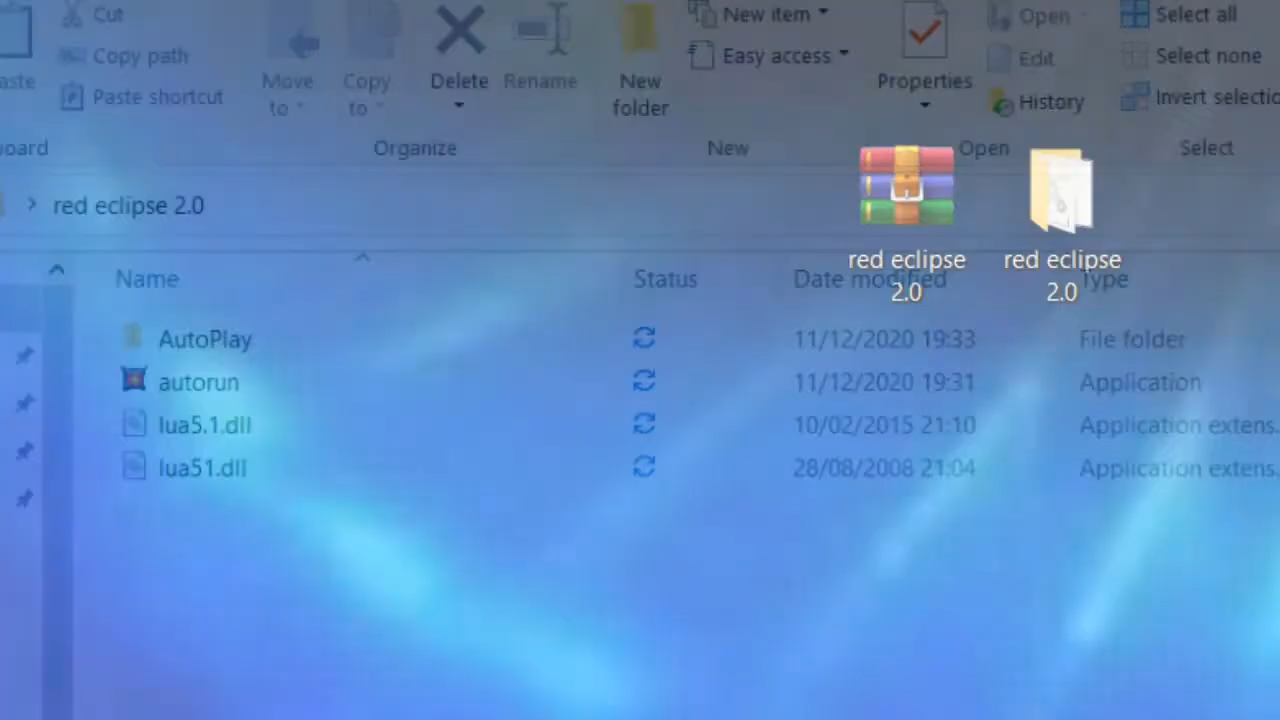 Cut
New item
Open
Select all
aste
Copy path
Easy access
Edit
Select none
Move
to
Copy
to
Delete
Rename
New
folder
Properties
Paste shortcut
History
Invert selectio
oard
Organize
New
Open
Select
red eclipse 2.0
red eclipse
2.0
red eclipse
2.0
Name
Status
Date modified
Type
AutoPlay
11/12/2020 19:33
File folder
autorun
11/12/2020 19:31
Application
lua5.1.dll
10/02/2015 21:10
Application extens.
lua51.dll
28/08/2008 21:04
Application extens.